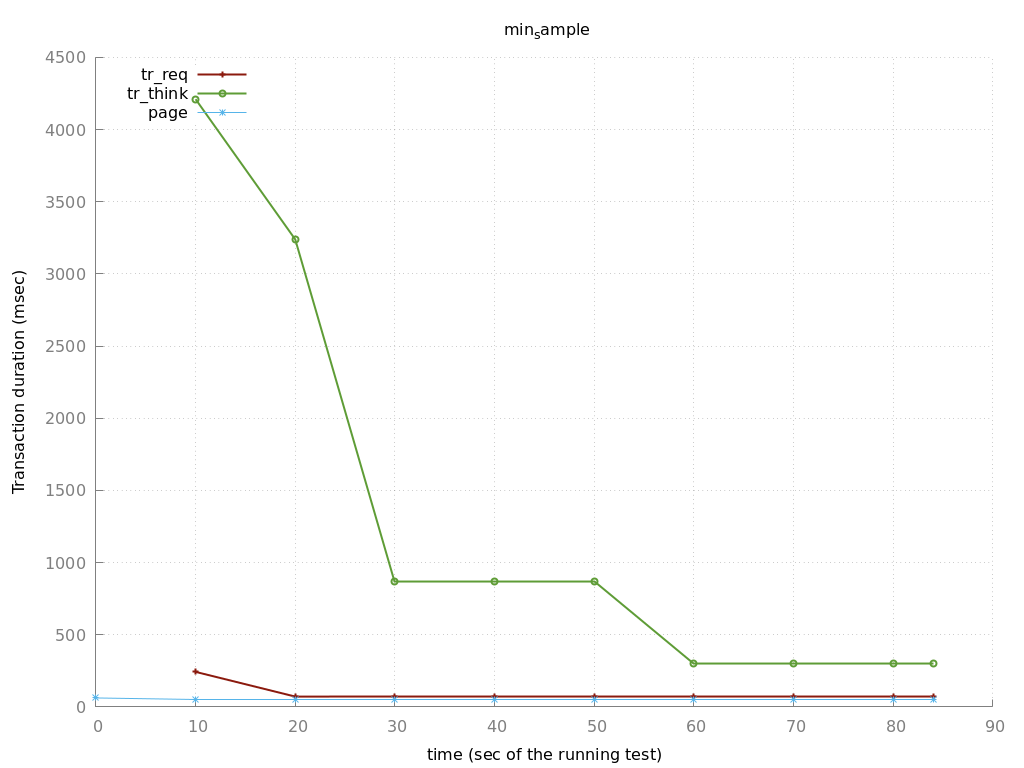 min_sample
4500
tr_req
tr_think
page
4000
3500
3000
2500
2000
1500
1000
500
0
Transaction duration (msec)
0 10 20 30 40 50 60 70 80 90
time (sec of the running test)